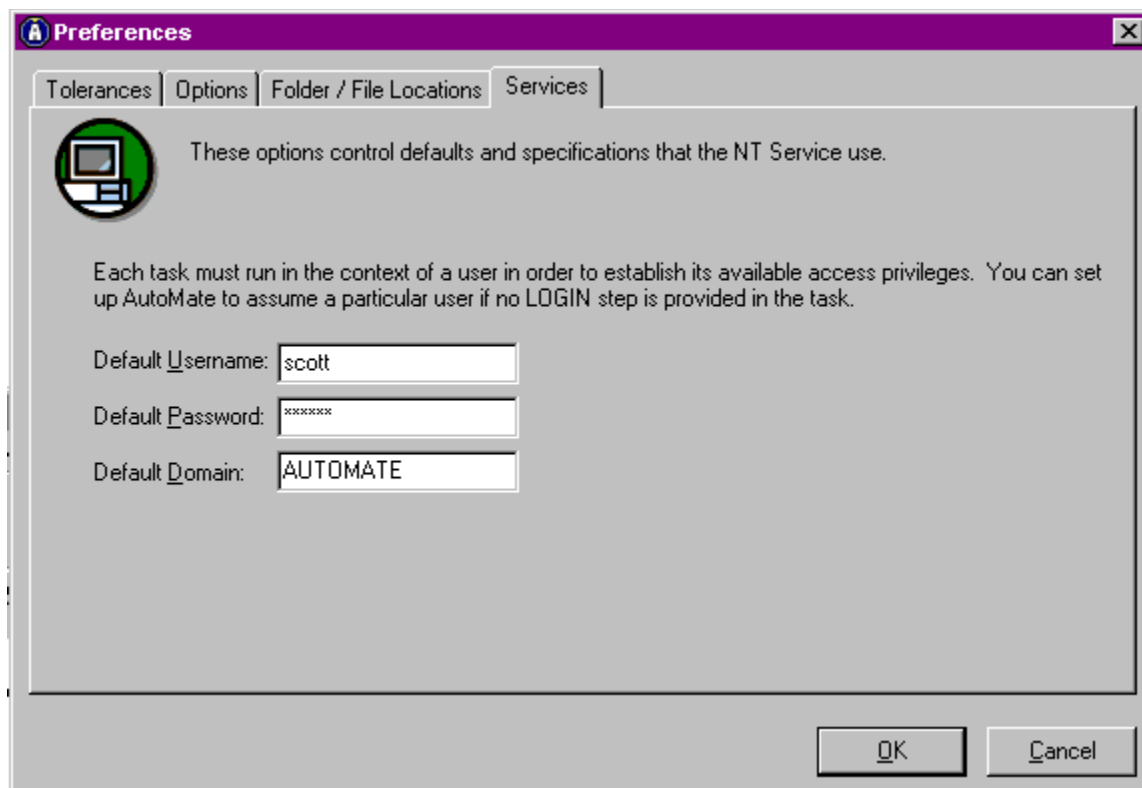 Preferences
Tolerances Options Folder / File Locations Services
These options control defaults and specifications that the NT Service use.
Each task must run in the context of a user in order to establish its available access privileges.  You can set
up AutoMate to assume a particular user if no LOGIN step is provided in the task.
Default Username: scott
Default Password: ******
Default Domain: AUTOMATE
OK Cancel